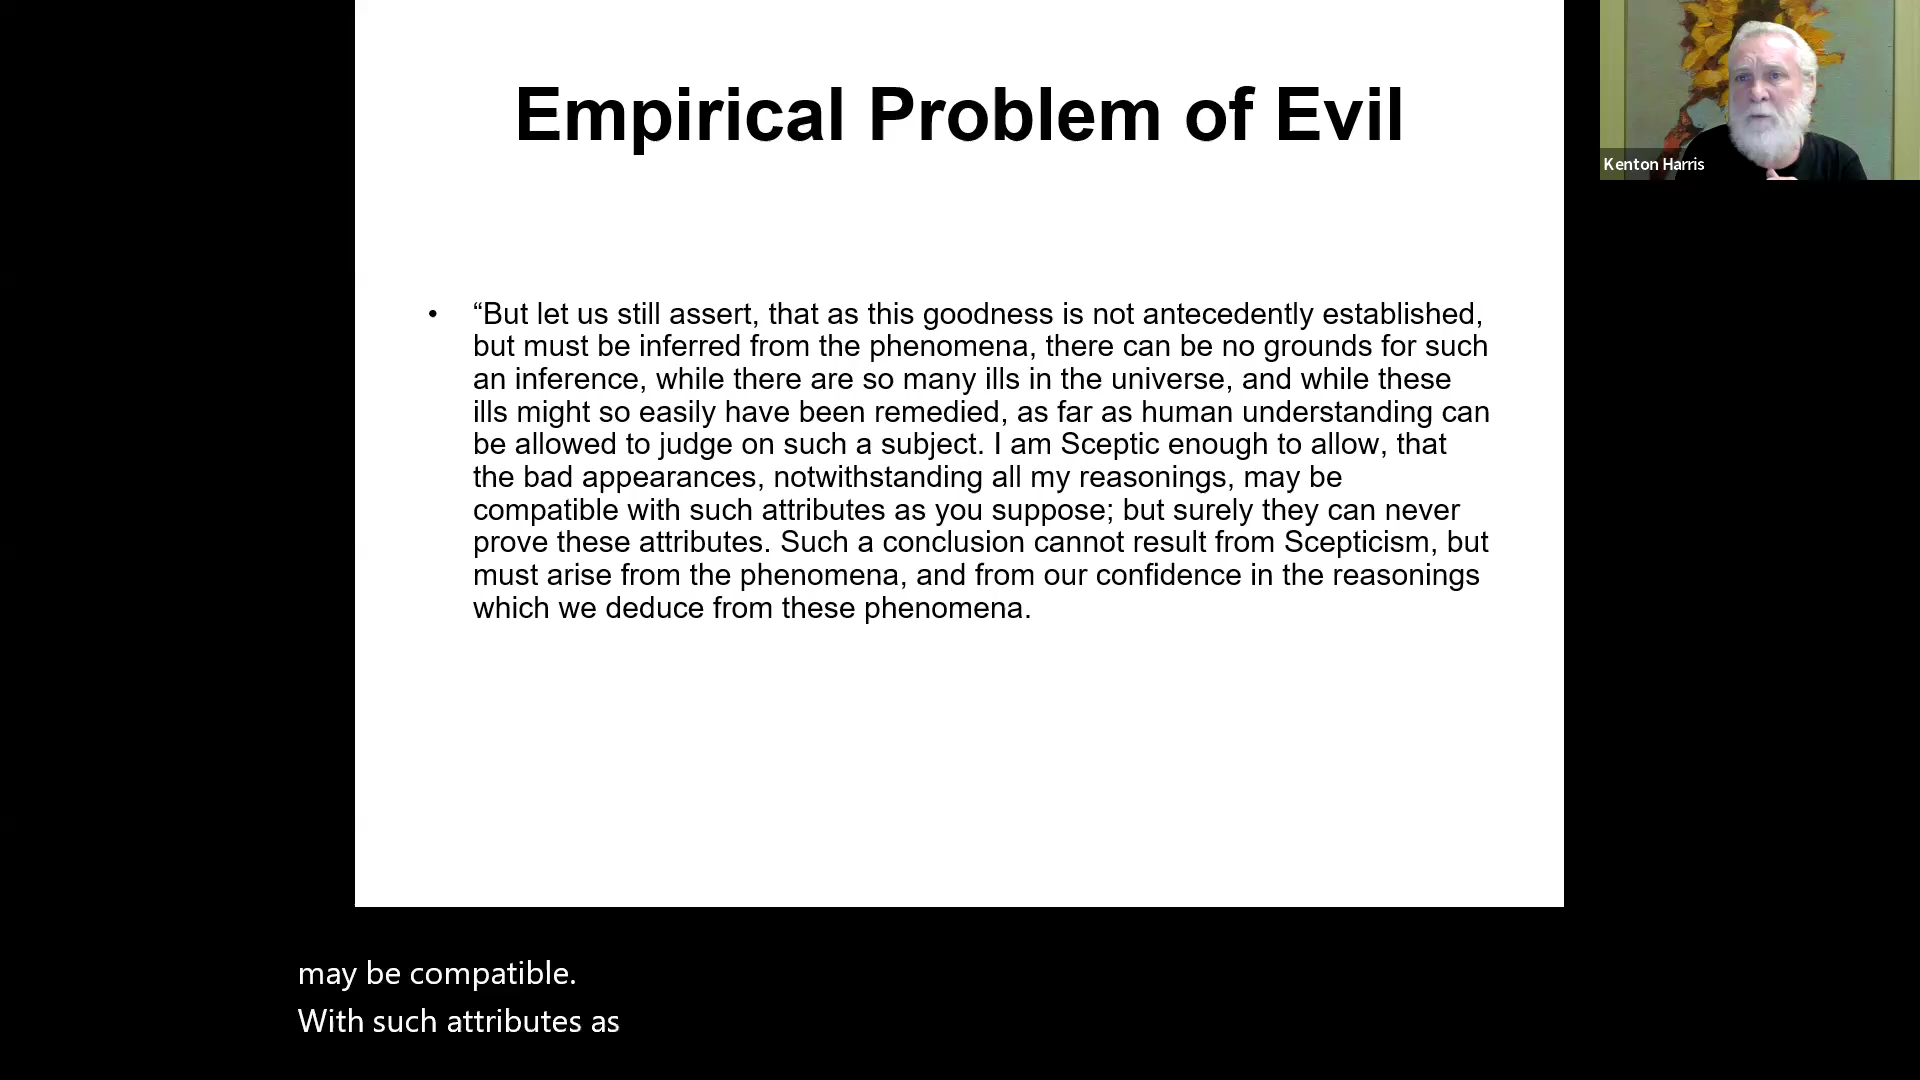 Empirical Problem of Evil
Kenton Harris
• “But let us still assert, that as this goodness is not antecedently established,
but must be inferred from the phenomena, there can be no grounds for such
an inference, while there are so many ills in the universe, and while these
ills might so easily have been remedied, as far as human understanding can
be allowed to judge on such a subject. I am Sceptic enough to allow, that
the bad appearances, notwithstanding all my reasonings, may be
compatible with such attributes as you suppose; but surely they can never
prove these attributes. Such a conclusion cannot result from Scepticism, but
must arise from the phenomena, and from our confidence in the reasonings
which we deduce from these phenomena.
may be compatible.
With such attributes as